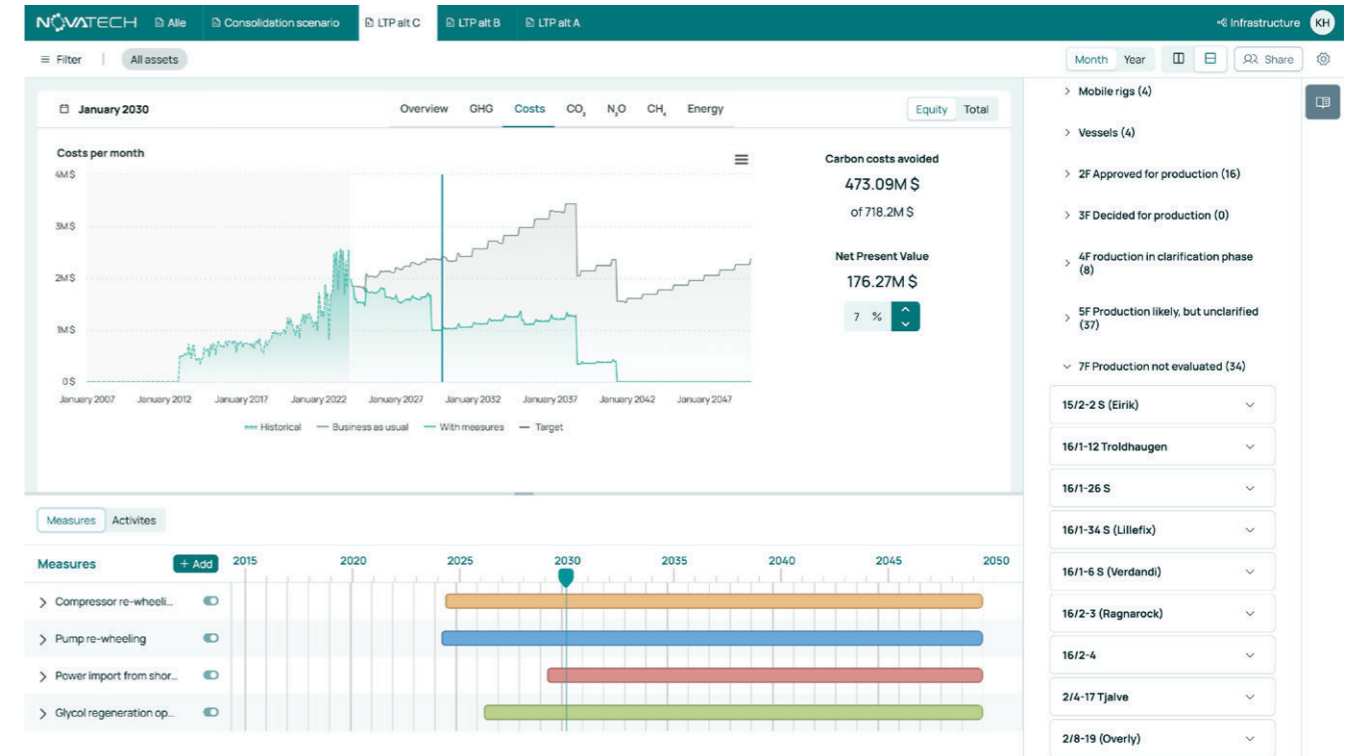 NOVATECH Alle Consolidation scenario LTP alt C LTP alt B LTP alt A Infrastructure KH
Filter All assets Month Year Share
January 2030 Overview GHG Costs CO₂ N₂O CH₄ Energy Equity Total
Costs per month
4M $
3M $
2M $
1M $
0 $
January 2007 January 2012 January 2017 January 2022 January 2027 January 2032 January 2037 January 2042 January 2047
Historical Business as usual With measures Target
Carbon costs avoided
473.09M $
of 718.2M $
Net Present Value
176.27M $
7 %
Mobile rigs (4)
Vessels (4)
2F Approved for production (16)
3F Decided for production (0)
4F roduction in clarification phase
(8)
5F Production likely, but unclarified
(37)
7F Production not evaluated (34)
15/2-2 S (Eirik)
16/1-12 Troldhaugen
16/1-26 S
16/1-34 S (Lillefix)
16/1-6 S (Verdandi)
16/2-3 (Ragnarock)
16/2-4
2/4-17 Tjalve
2/8-19 (Overly)
Measures Activites
Measures + Add 2015 2020 2025 2030 2035 2040 2045 2050
Compressor re-wheeli...
Pump re-wheeling
Power import from shor...
Glycol regeneration op...